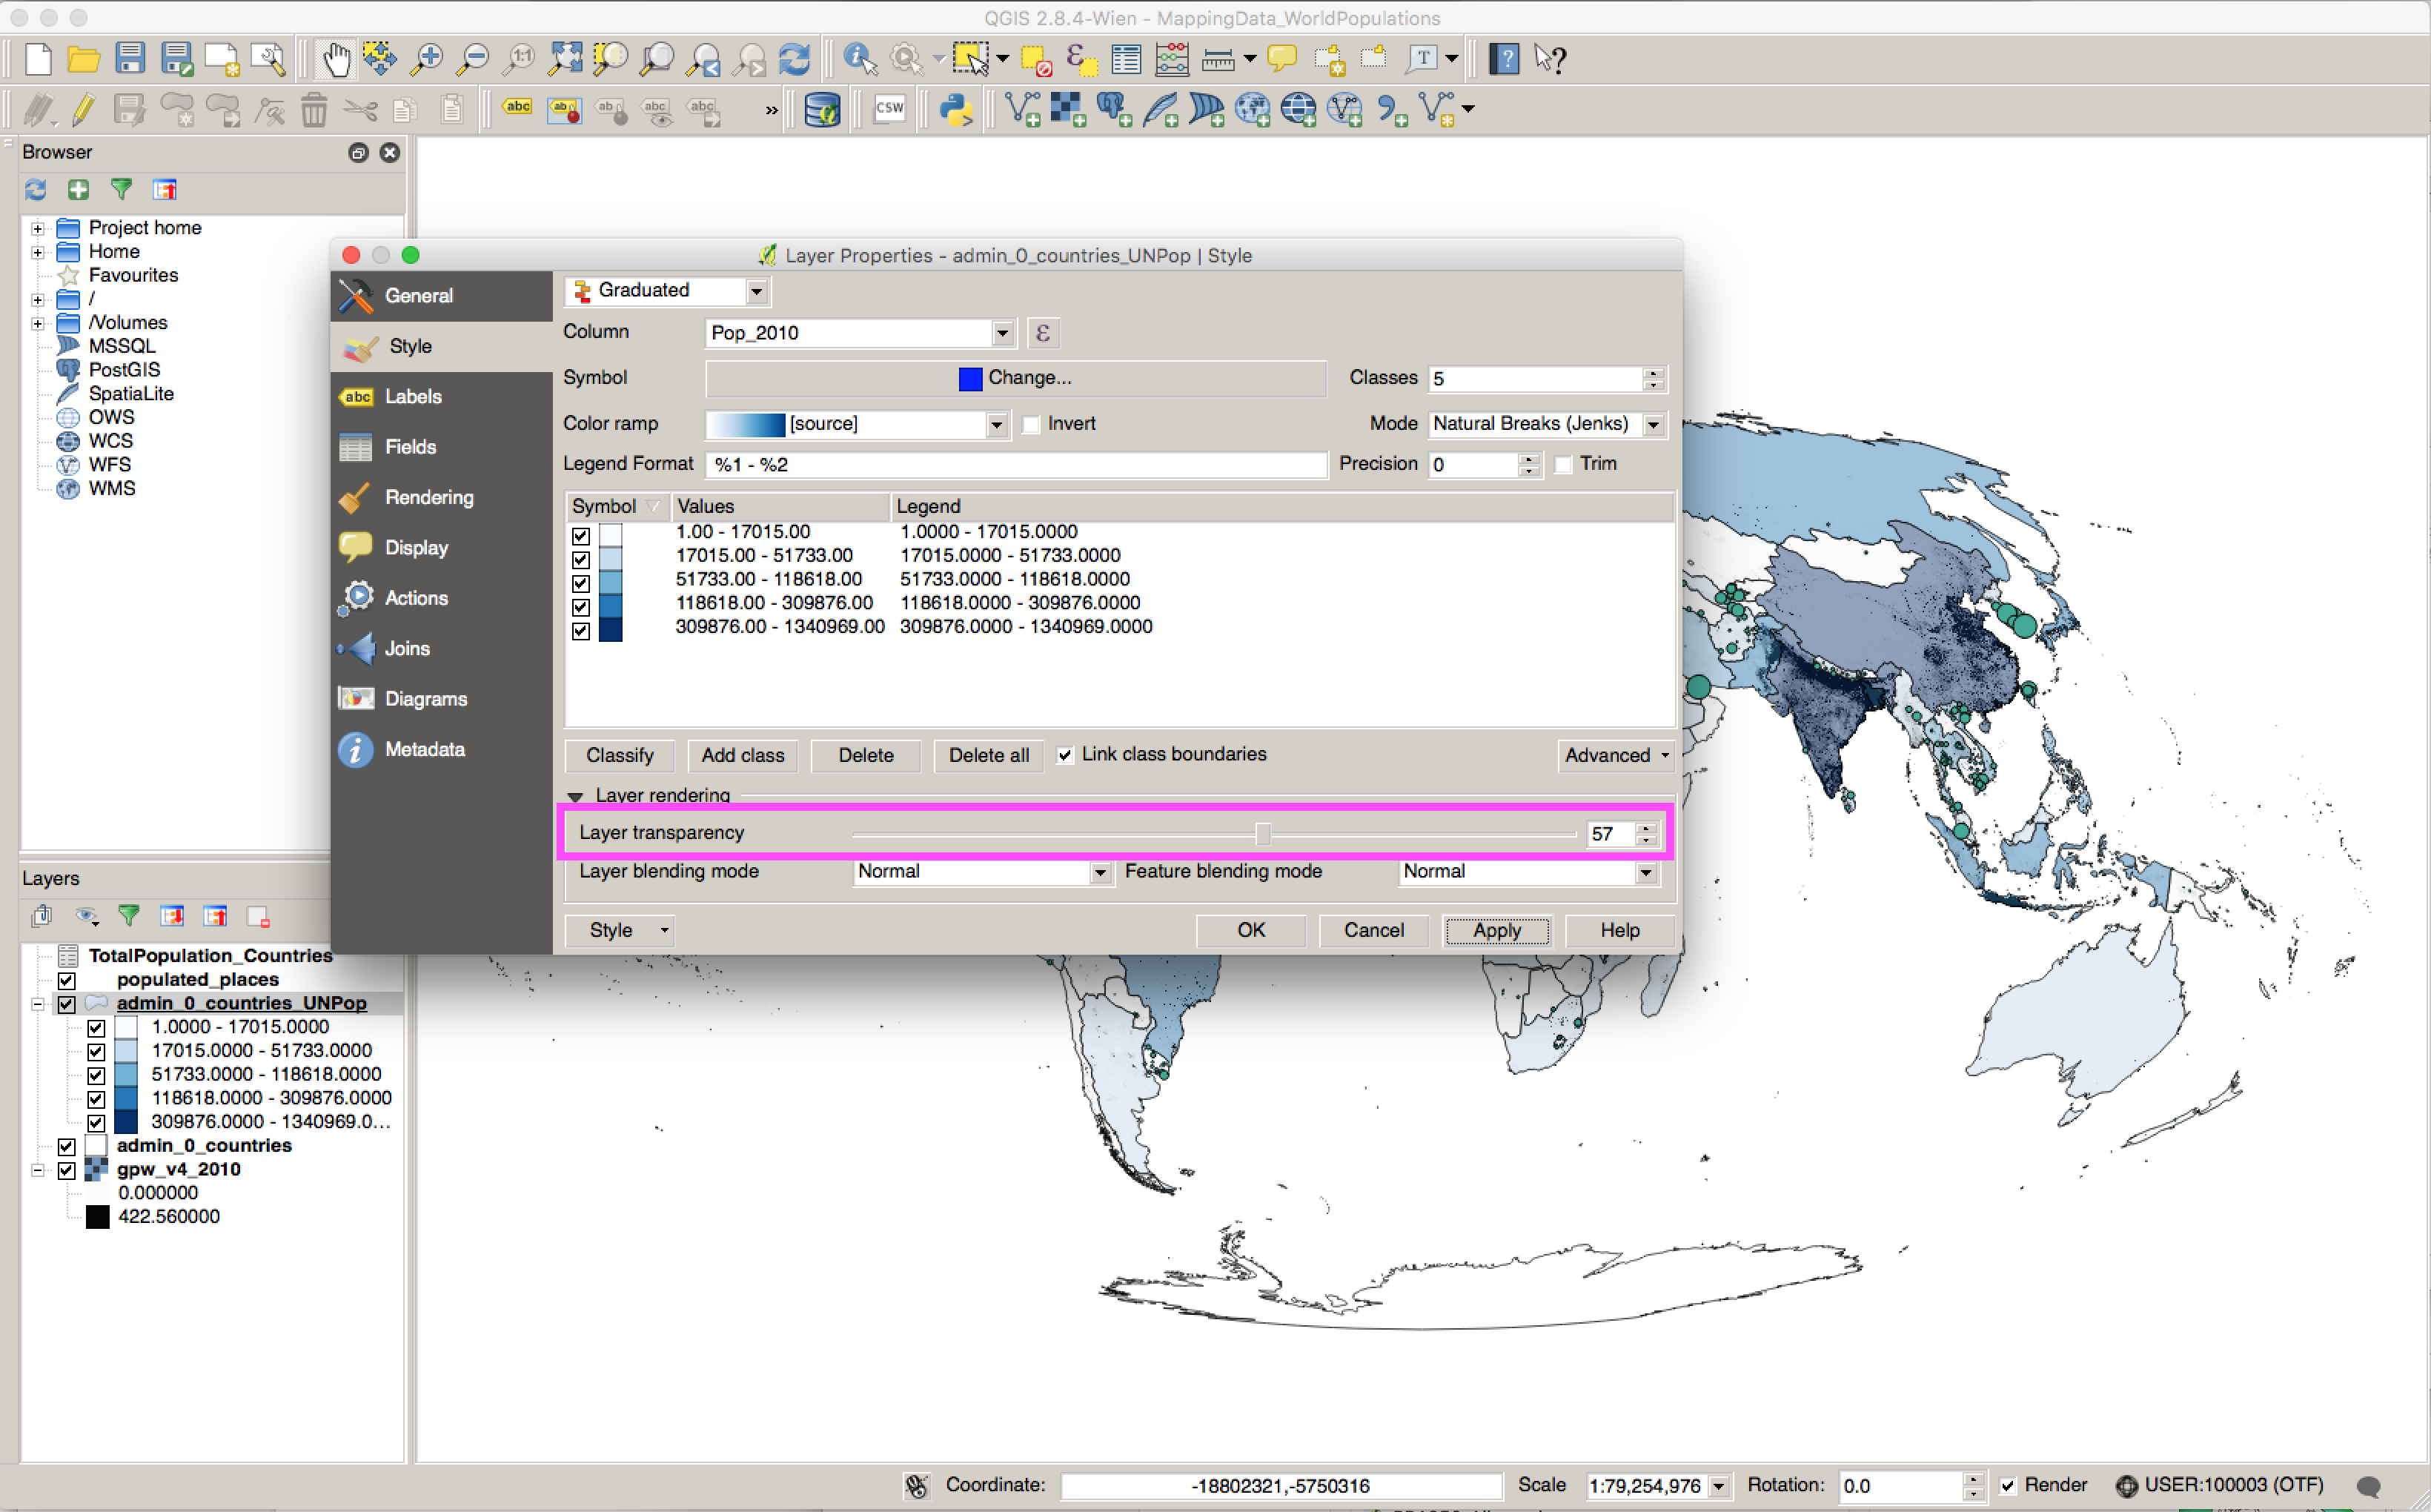 QGIS 2.8.4-Wien - MappingData_WorldPopulations
1:1
ε
T
?
?
abc
ab
ab
abc
abc
»
CSW
Browser
Project home
Home
Favourites
/
/Volumes
MSSQL
PostGIS
SpatiaLite
OWS
WCS
WFS
WMS
Layer Properties - admin_0_countries_UNPop | Style
General
Style
abc Labels
Fields
Rendering
Display
Actions
Joins
Diagrams
Metadata
Graduated
Column Pop_2010 ε
Symbol Change... Classes 5
Color ramp [source] Invert Mode Natural Breaks (Jenks)
Legend Format %1 - %2 Precision 0 Trim
Symbol Values Legend
1.00 - 17015.00 1.0000 - 17015.0000
17015.00 - 51733.00 17015.0000 - 51733.0000
51733.00 - 118618.00 51733.0000 - 118618.0000
118618.00 - 309876.00 118618.0000 - 309876.0000
309876.00 - 1340969.00 309876.0000 - 1340969.0000
Classify Add class Delete Delete all Link class boundaries Advanced
Layer rendering
Layer transparency 57
Layer blending mode Normal Feature blending mode Normal
Style OK Cancel Apply Help
Layers
TotalPopulation_Countries
populated_places
admin_0_countries_UNPop
1.0000 - 17015.0000
17015.0000 - 51733.0000
51733.0000 - 118618.0000
118618.0000 - 309876.0000
309876.0000 - 1340969.0...
admin_0_countries
gpw_v4_2010
0.000000
422.560000
Coordinate: -18802321,-5750316 Scale 1:79,254,976 Rotation: 0.0 Render USER:100003 (OTF)